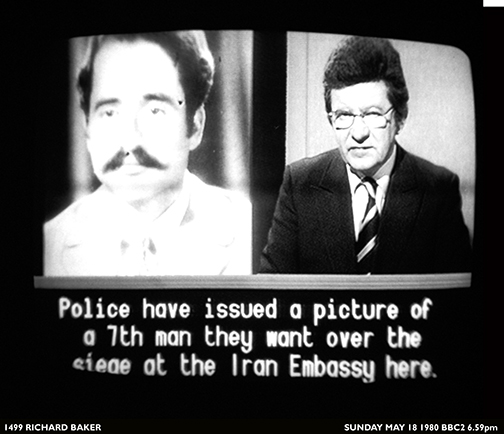 Police have issued a picture of
a 7th man they want over the
siege at the Iran Embassy here.
1499 RICHARD BAKER
SUNDAY MAY 18 1980 BBC2 6.59pm